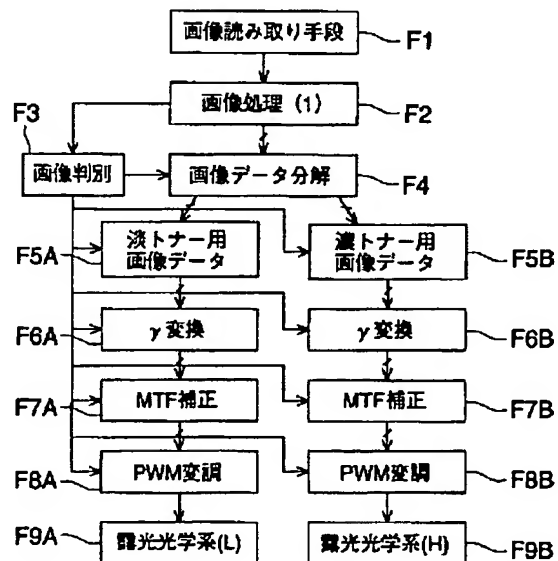 画像読み取り手段
F1
画像処理 (1)
F2
F3
画像判別
画像データ分解
F4
淡トナー用
画像データ
F5A
濃トナー用
画像データ
F5B
γ変換
F6A
γ変換
F6B
MTF補正
F7A
MTF補正
F7B
PWM変調
F8A
PWM変調
F8B
露光光学系(L)
F9A
露光光学系(H)
F9B